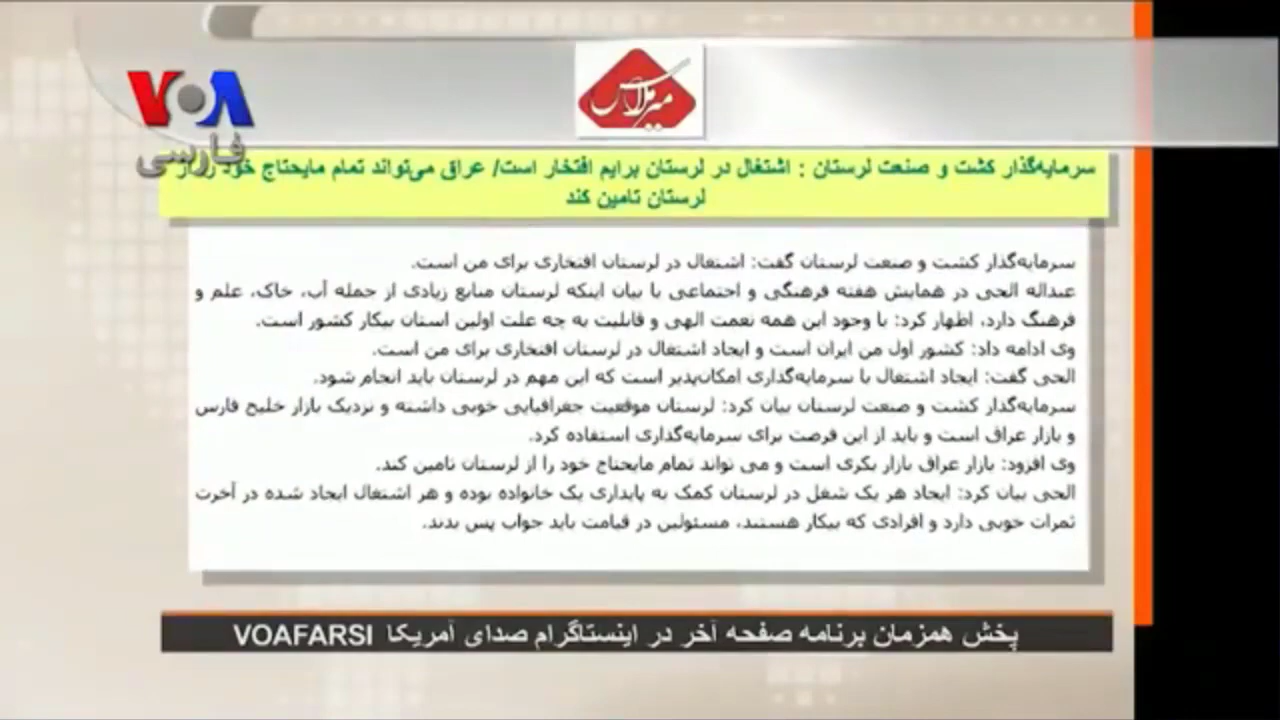 VOA
فارسی
میرملاس
سرمایه‌گذار کشت و صنعت لرستان : اشتغال در لرستان برایم افتخار است/ عراق می‌تواند تمام مایحتاج خود را از
لرستان تامین کند
سرمایه‌گذار کشت و صنعت لرستان گفت: اشتغال در لرستان افتخاری برای من است.
عبداله الحی در همایش هفته فرهنگی و اجتماعی با بیان اینکه لرستان منابع زیادی از جمله آب، خاک، علم و
فرهنگ دارد، اظهار کرد: با وجود این همه نعمت الهی و قابلیت به چه علت اولین استان بیکار کشور است.
وی ادامه داد: کشور اول من ایران است و ایجاد اشتغال در لرستان افتخاری برای من است.
الحی گفت: ایجاد اشتغال با سرمایه‌گذاری امکان‌پذیر است که این مهم در لرستان باید انجام شود.
سرمایه‌گذار کشت و صنعت لرستان بیان کرد: لرستان موقعیت جغرافیایی خوبی داشته و نزدیک بازار خلیج فارس
و بازار عراق است و باید از این فرصت برای سرمایه‌گذاری استفاده کرد.
وی افزود: بازار عراق بازار بکری است و می تواند تمام مایحتاج خود را از لرستان تامین کند.
الحی بیان کرد: ایجاد هر یک شغل در لرستان کمک به پایداری یک خانواده بوده و هر اشتغال ایجاد شده در آخرت
ثمرات خوبی دارد و افرادی که بیکار هستند، مسئولین در قیامت باید جواب پس بدند.
پخش همزمان برنامه صفحه آخر در اینستاگرام صدای آمریکا VOAFARSI